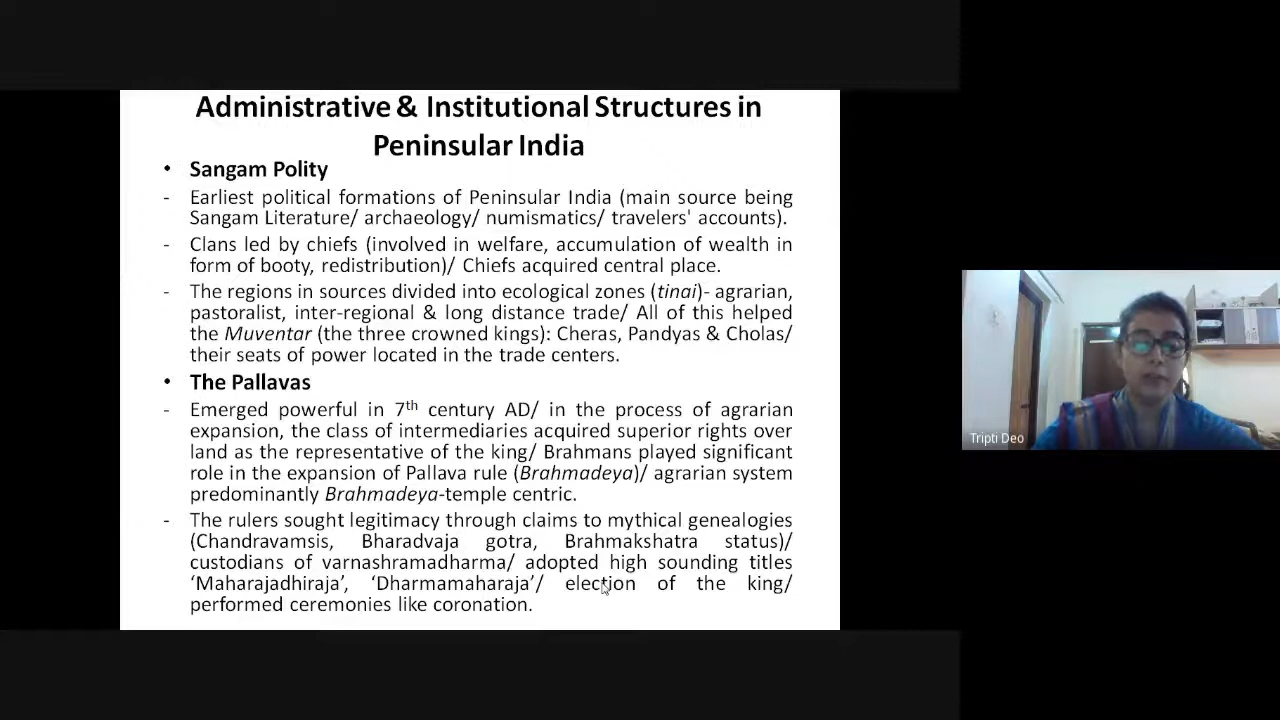 Administrative & Institutional Structures in
Peninsular India
• Sangam Polity
- Earliest political formations of Peninsular India (main source being
Sangam Literature/ archaeology/ numismatics/ travelers' accounts).
- Clans led by chiefs (involved in welfare, accumulation of wealth in
form of booty, redistribution)/ Chiefs acquired central place.
- The regions in sources divided into ecological zones (tinai)- agrarian,
pastoralist, inter-regional & long distance trade/ All of this helped
the Muventar (the three crowned kings): Cheras, Pandyas & Cholas/
their seats of power located in the trade centers.
• The Pallavas
- Emerged powerful in 7th century AD/ in the process of agrarian
expansion, the class of intermediaries acquired superior rights over
land as the representative of the king/ Brahmans played significant
role in the expansion of Pallava rule (Brahmadeya)/ agrarian system
predominantly Brahmadeya-temple centric.
- The rulers sought legitimacy through claims to mythical genealogies
(Chandravamsis, Bharadvaja gotra, Brahmakshatra status)/
custodians of varnashramadharma/ adopted high sounding titles
‘Maharajadhiraja’, ‘Dharmamaharaja’/ election of the king/
performed ceremonies like coronation.
Tripti Deo